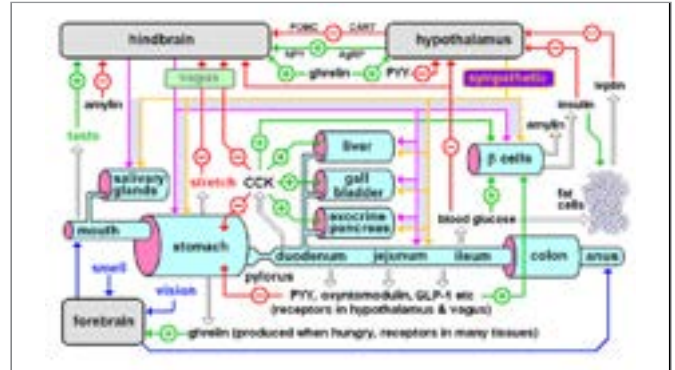 POMC
CART
hindbrain
hypothalamus
NPY
AgRP
ghrelin
PYY
vagus
sympathetic
leptin
amylin
insulin
taste
amylin
liver
β cells
salivary
glands
stretch
CCK
gall
bladder
fat
cells
exocrine
pancreas
blood glucose
mouth
stomach
duodenum
jejunum
ileum
colon
anus
smell
pylorus
vision
PYY, oxyntomodulin, GLP-1 etc
(receptors in hypothalamus & vagus)
forebrain
ghrelin (produced when hungry, receptors in many tissues)